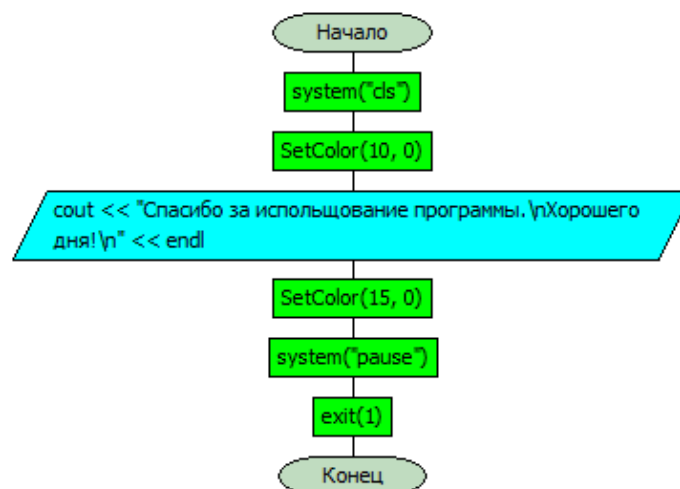 Начало
system("cls")
SetColor(10, 0)
cout << "Спасибо за испольщование программы.\nХорошего
дня!\n" << endl
SetColor(15, 0)
system("pause")
exit(1)
Конец